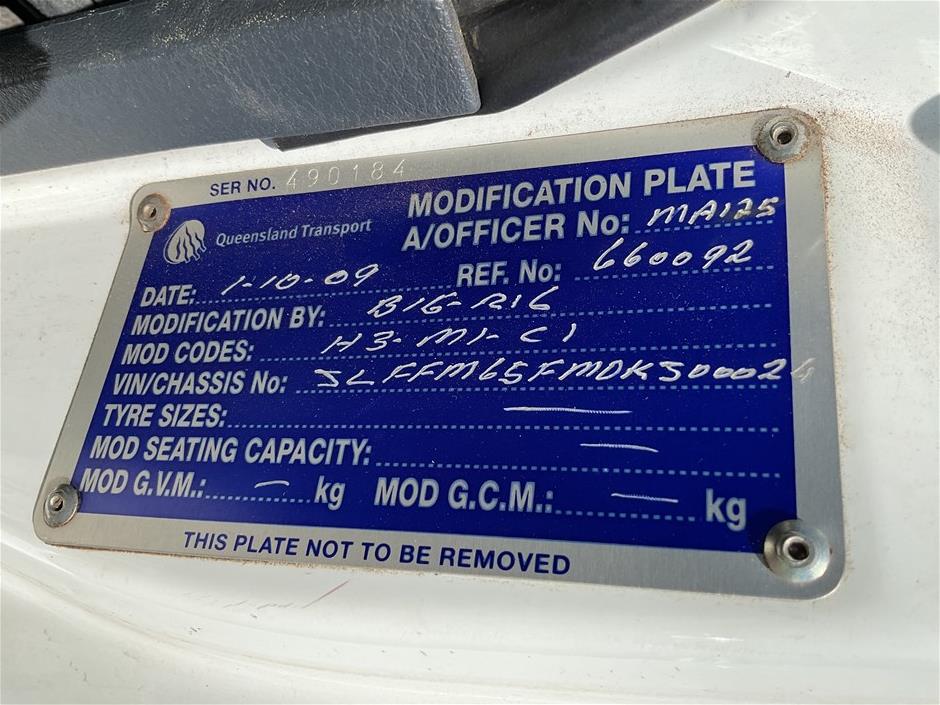 SER NO. 490184
MODIFICATION PLATE
Queensland Transport
A/OFFICER No: MA125
DATE: 1-10-09 REF. No: 660092
MODIFICATION BY: BIG-RIG
MOD CODES: H3-M1-C1
VIN/CHASSIS No: JLFFM65FMDKJ00024
TYRE SIZES: —
MOD SEATING CAPACITY: —
MOD G.V.M.: — kg MOD G.C.M.: — kg
THIS PLATE NOT TO BE REMOVED